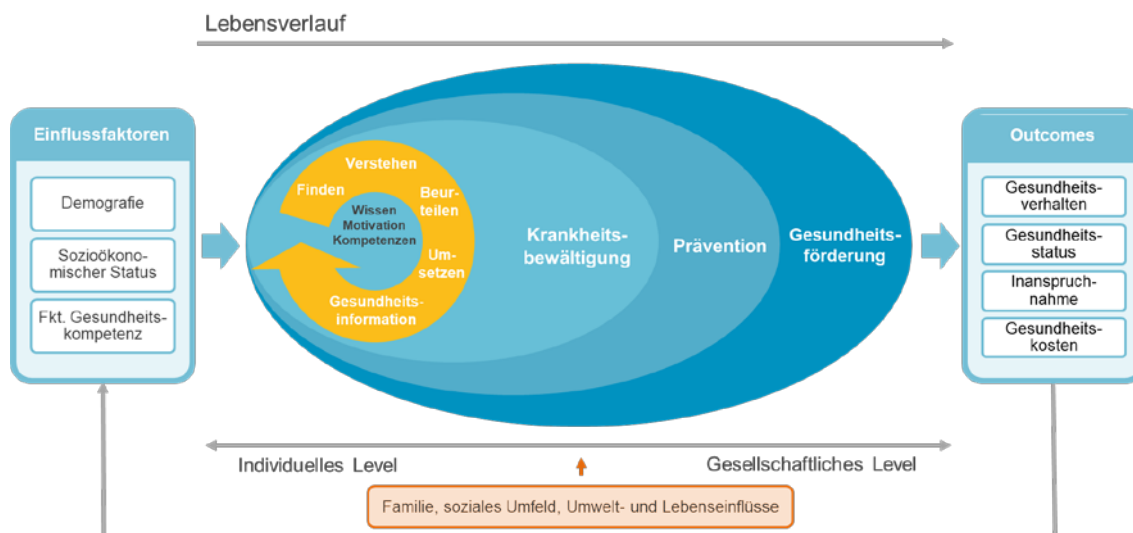 Lebensverlauf
Einflussfaktoren
Demografie
Sozioökono-
mischer Status
Fkt. Gesundheits-
kompetenz
Finden
Verstehen
Beur-
teilen
Um-
setzen
Gesundheits-
information
Wissen
Motivation
Kompetenzen
Krankheits-
bewältigung
Prävention
Gesundheits-
förderung
Outcomes
Gesundheits-
verhalten
Gesundheits-
status
Inanspruch-
nahme
Gesundheits-
kosten
Individuelles Level
Gesellschaftliches Level
Familie, soziales Umfeld, Umwelt- und Lebenseinflüsse